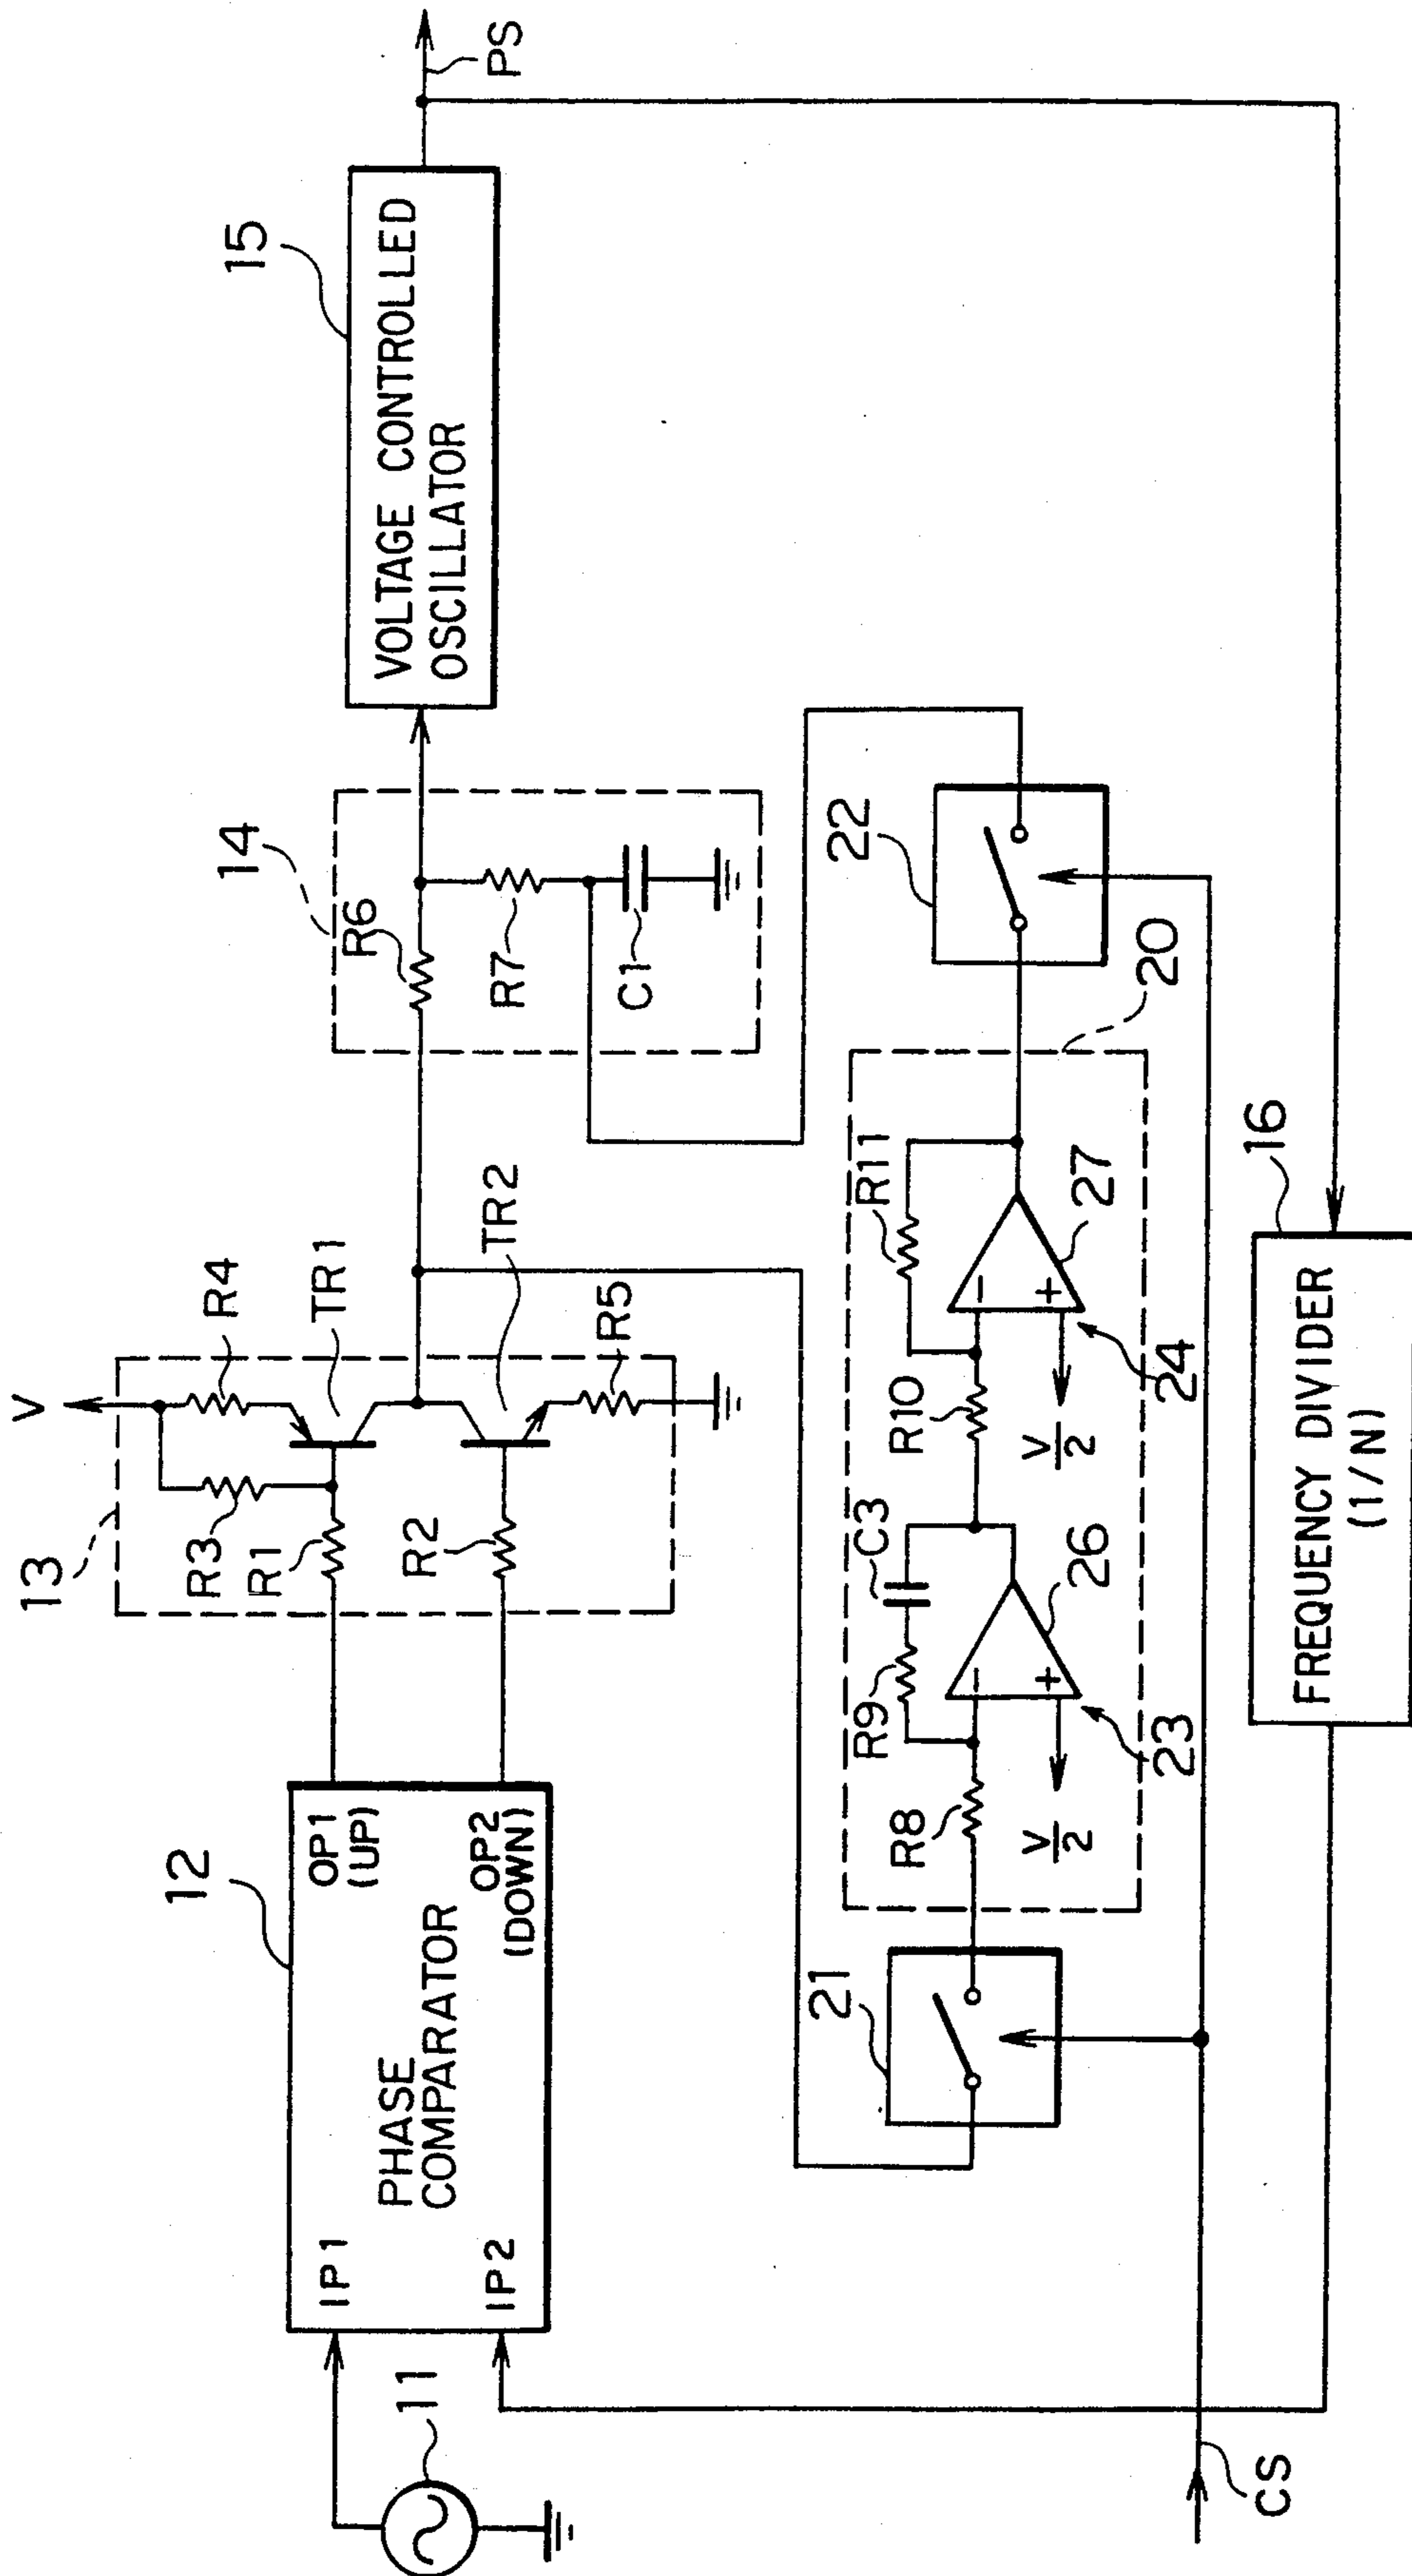 V
13
R4
TR1
R3
R1
R2
TR2
R5
12
OP1
(UP)
OP2
(DOWN)
PHASE
COMPARATOR
IP1
IP2
11
14
R6
R7
C1
15
VOLTAGE CONTROLLED
OSCILLATOR
PS
21
R8
R9
C3
26
V/2
23
R10
R11
27
V/2
24
20
22
16
FREQUENCY DIVIDER
(1/N)
CS